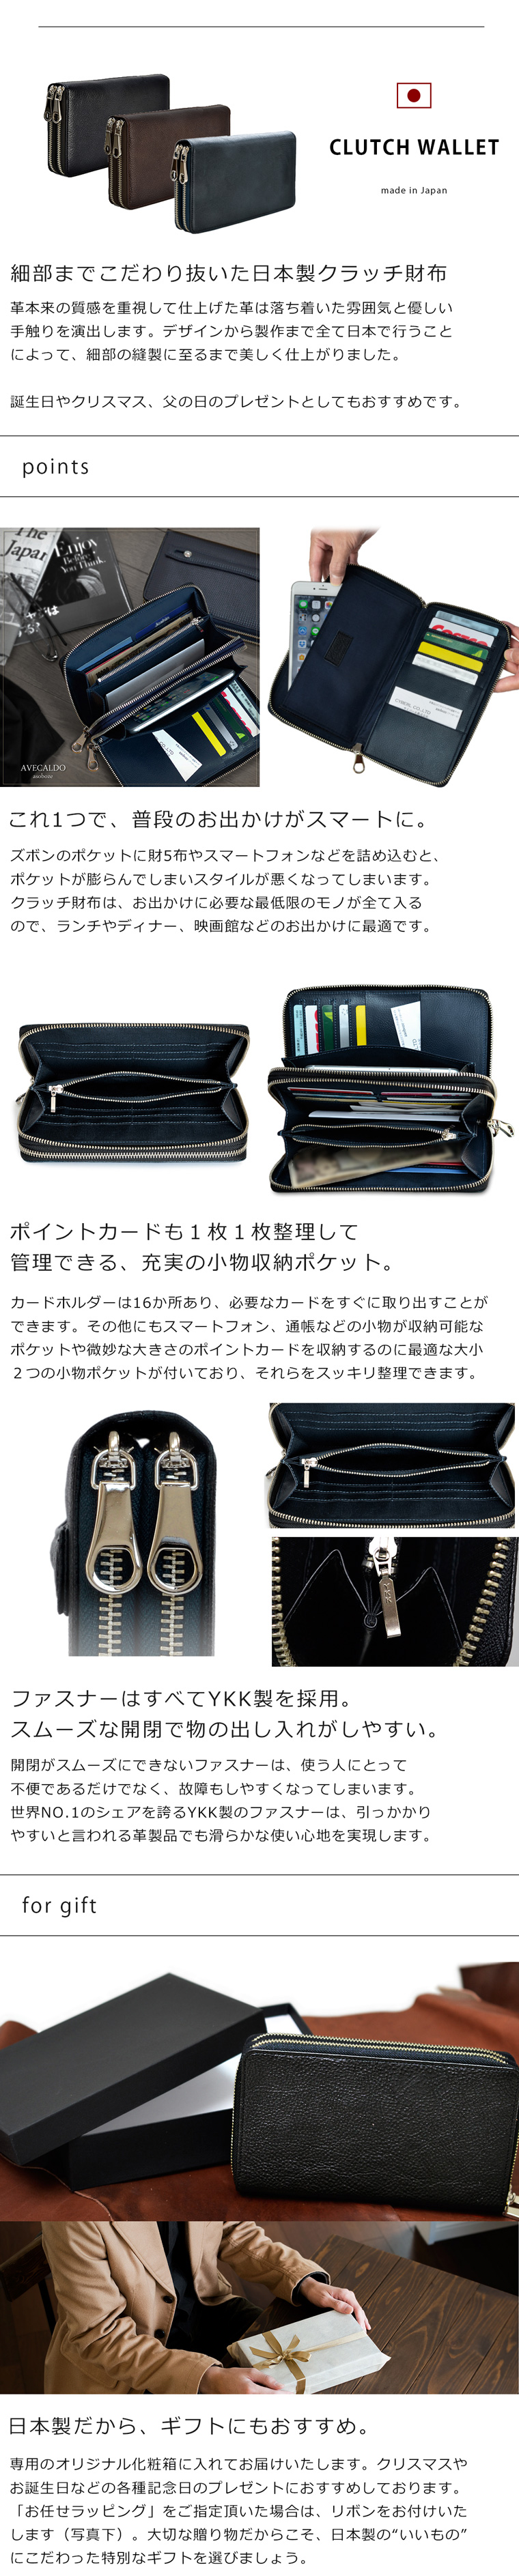 CLUTCH WALLET
made in Japan
細部までこだわり抜いた日本製クラッチ財布
革本来の質感を重視して仕上げた革は落ち着いた雰囲気と優しい
手触りを演出します。デザインから製作まで全て日本で行うこと
によって、細部の縫製に至るまで美しく仕上がりました。
誕生日やクリスマス、父の日のプレゼントとしてもおすすめです。
points
The
Japan
Enjoy
Before
You Think.
AVECALDO
これ1つで、普段のお出かけがスマートに。
ズボンのポケットに財5布やスマートフォンなどを詰め込むと、
ポケットが膨らんでしまいスタイルが悪くなってしまいます。
クラッチ財布は、お出かけに必要な最低限のモノが全て入る
ので、ランチやディナー、映画館などのお出かけに最適です。
ポイントカードも１枚１枚整理して
管理できる、充実の小物収納ポケット。
カードホルダーは16か所あり、必要なカードをすぐに取り出すことが
できます。その他にもスマートフォン、通帳などの小物が収納可能な
ポケットや微妙な大きさのポイントカードを収納するのに最適な大小
２つの小物ポケットが付いており、それらをスッキリ整理できます。
YKK
ファスナーはすべてYKK製を採用。
スムーズな開閉で物の出し入れがしやすい。
開閉がスムーズにできないファスナーは、使う人にとって
不便であるだけでなく、故障もしやすくなってしまいます。
世界NO.1のシェアを誇るYKK製のファスナーは、引っかかり
やすいと言われる革製品でも滑らかな使い心地を実現します。
for gift
日本製だから、ギフトにもおすすめ。
専用のオリジナル化粧箱に入れてお届けいたします。クリスマスや
お誕生日などの各種記念日のプレゼントにおすすめしております。
「お任せラッピング」をご指定頂いた場合は、リボンをお付けいた
します（写真下）。大切な贈り物だからこそ、日本製の“いいもの”
にこだわった特別なギフトを選びましょう。